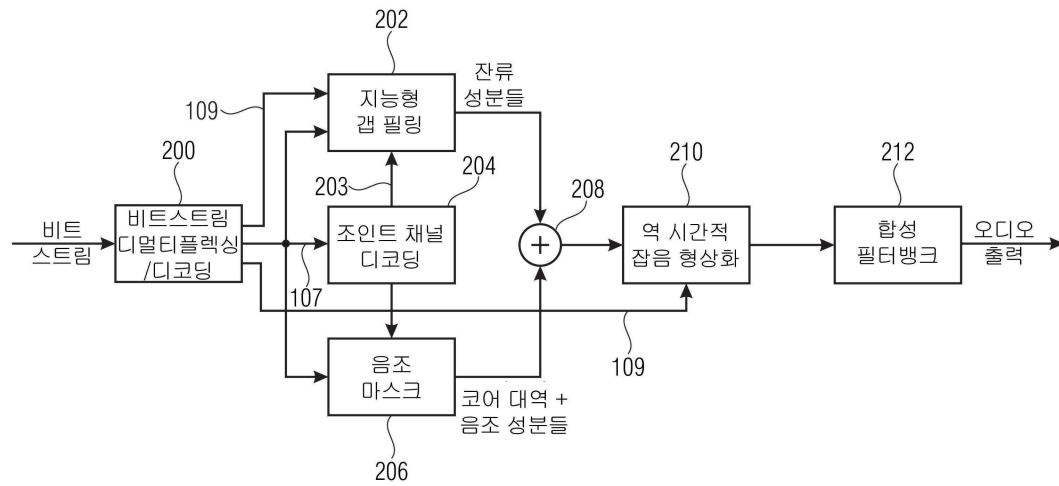 202
잔류
성분들
109
지능형
갭 필링
200
203
204
210
212
208
비트
스트림
비트스트림
디멀티플렉싱
/디코딩
조인트 채널
디코딩
+
역 시간적
잡음 형상화
합성
필터뱅크
오디오
출력
107
109
음조
마스크
코어 대역 +
음조 성분들
206